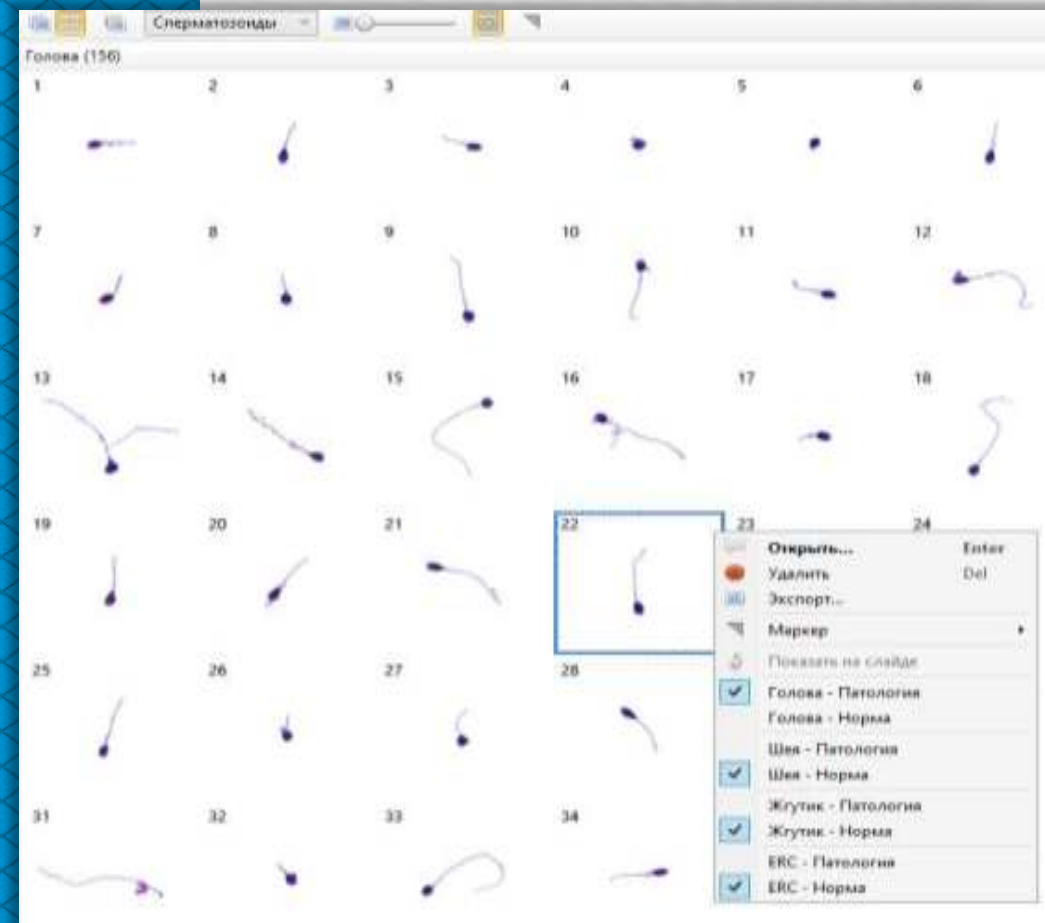 Сперматозоиды
Голова (156)
1 2 3 4 5 6
7 8 9 10 11 12
13 14 15 16 17 18
19 20 21 22 23 24
Открыть... Enter
Удалить Del
Экспорт...
Маркер
Показать на слайде
25 26 27 28
Голова - Патология
Голова - Норма
Шея - Патология
Шея - Норма
Жгутик - Патология
Жгутик - Норма
31 32 33 34
ERC - Патология
ERC - Норма